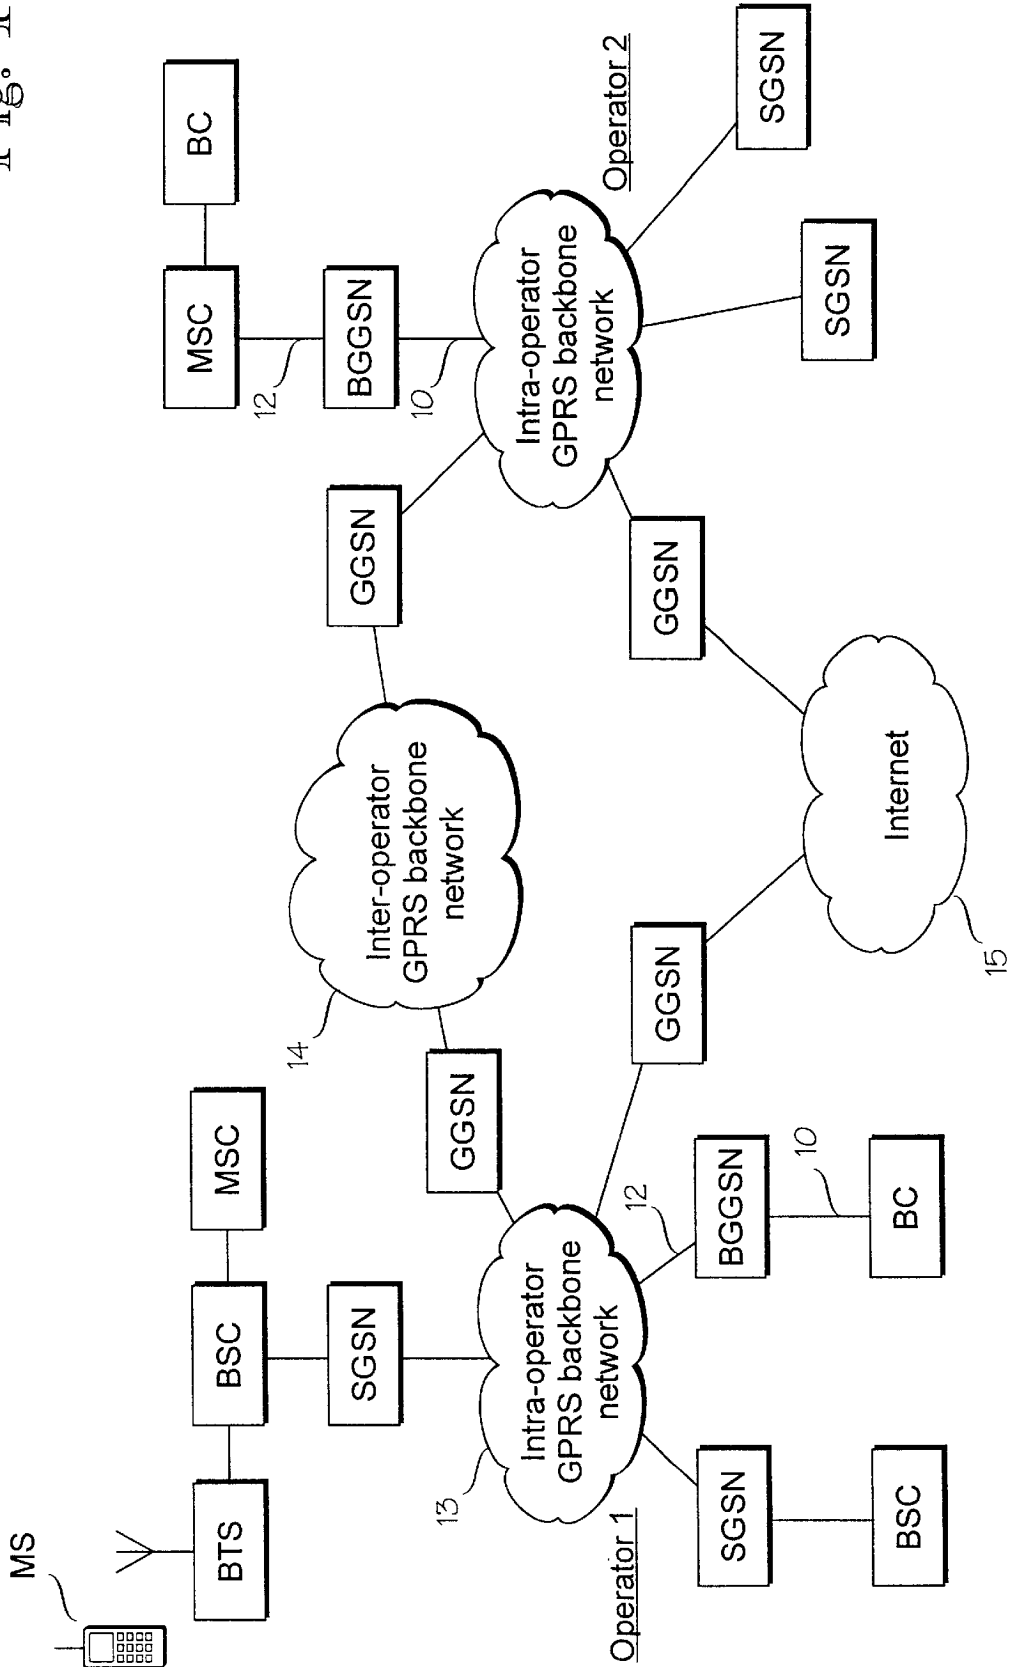 Fig. 1
MS
MSC
BC
BTS
BSC
MSC
12
14
SGSN
GGSN
BGGSN
Inter-operator
GPRS backbone
network
10
13
GGSN
Intra-operator
GPRS backbone
network
Intra-operator
GPRS backbone
network
Operator 1
Operator 2
12
GGSN
GGSN
SGSN
BGGSN
SGSN
10
SGSN
BSC
BC
Internet
15